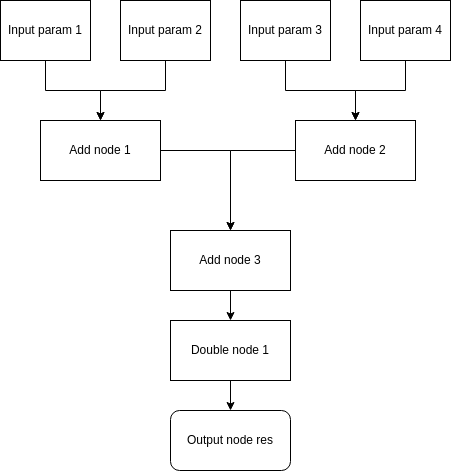 Input param 1
Input param 2
Input param 3
Input param 4
Add node 1
Add node 2
Add node 3
Double node 1
Output node res